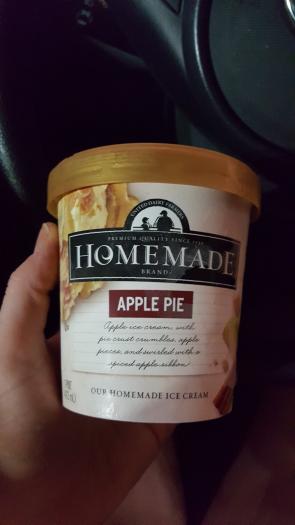 UNITED DAIRY FARMERS
PREMIUM QUALITY SINCE
HOMEMADE
BRAND
APPLE PIE
Apple ice cream, with
pie crust crumbles, apple
pieces, and swirled with a
spiced apple ribbon
OUR HOMEMADE ICE CREAM